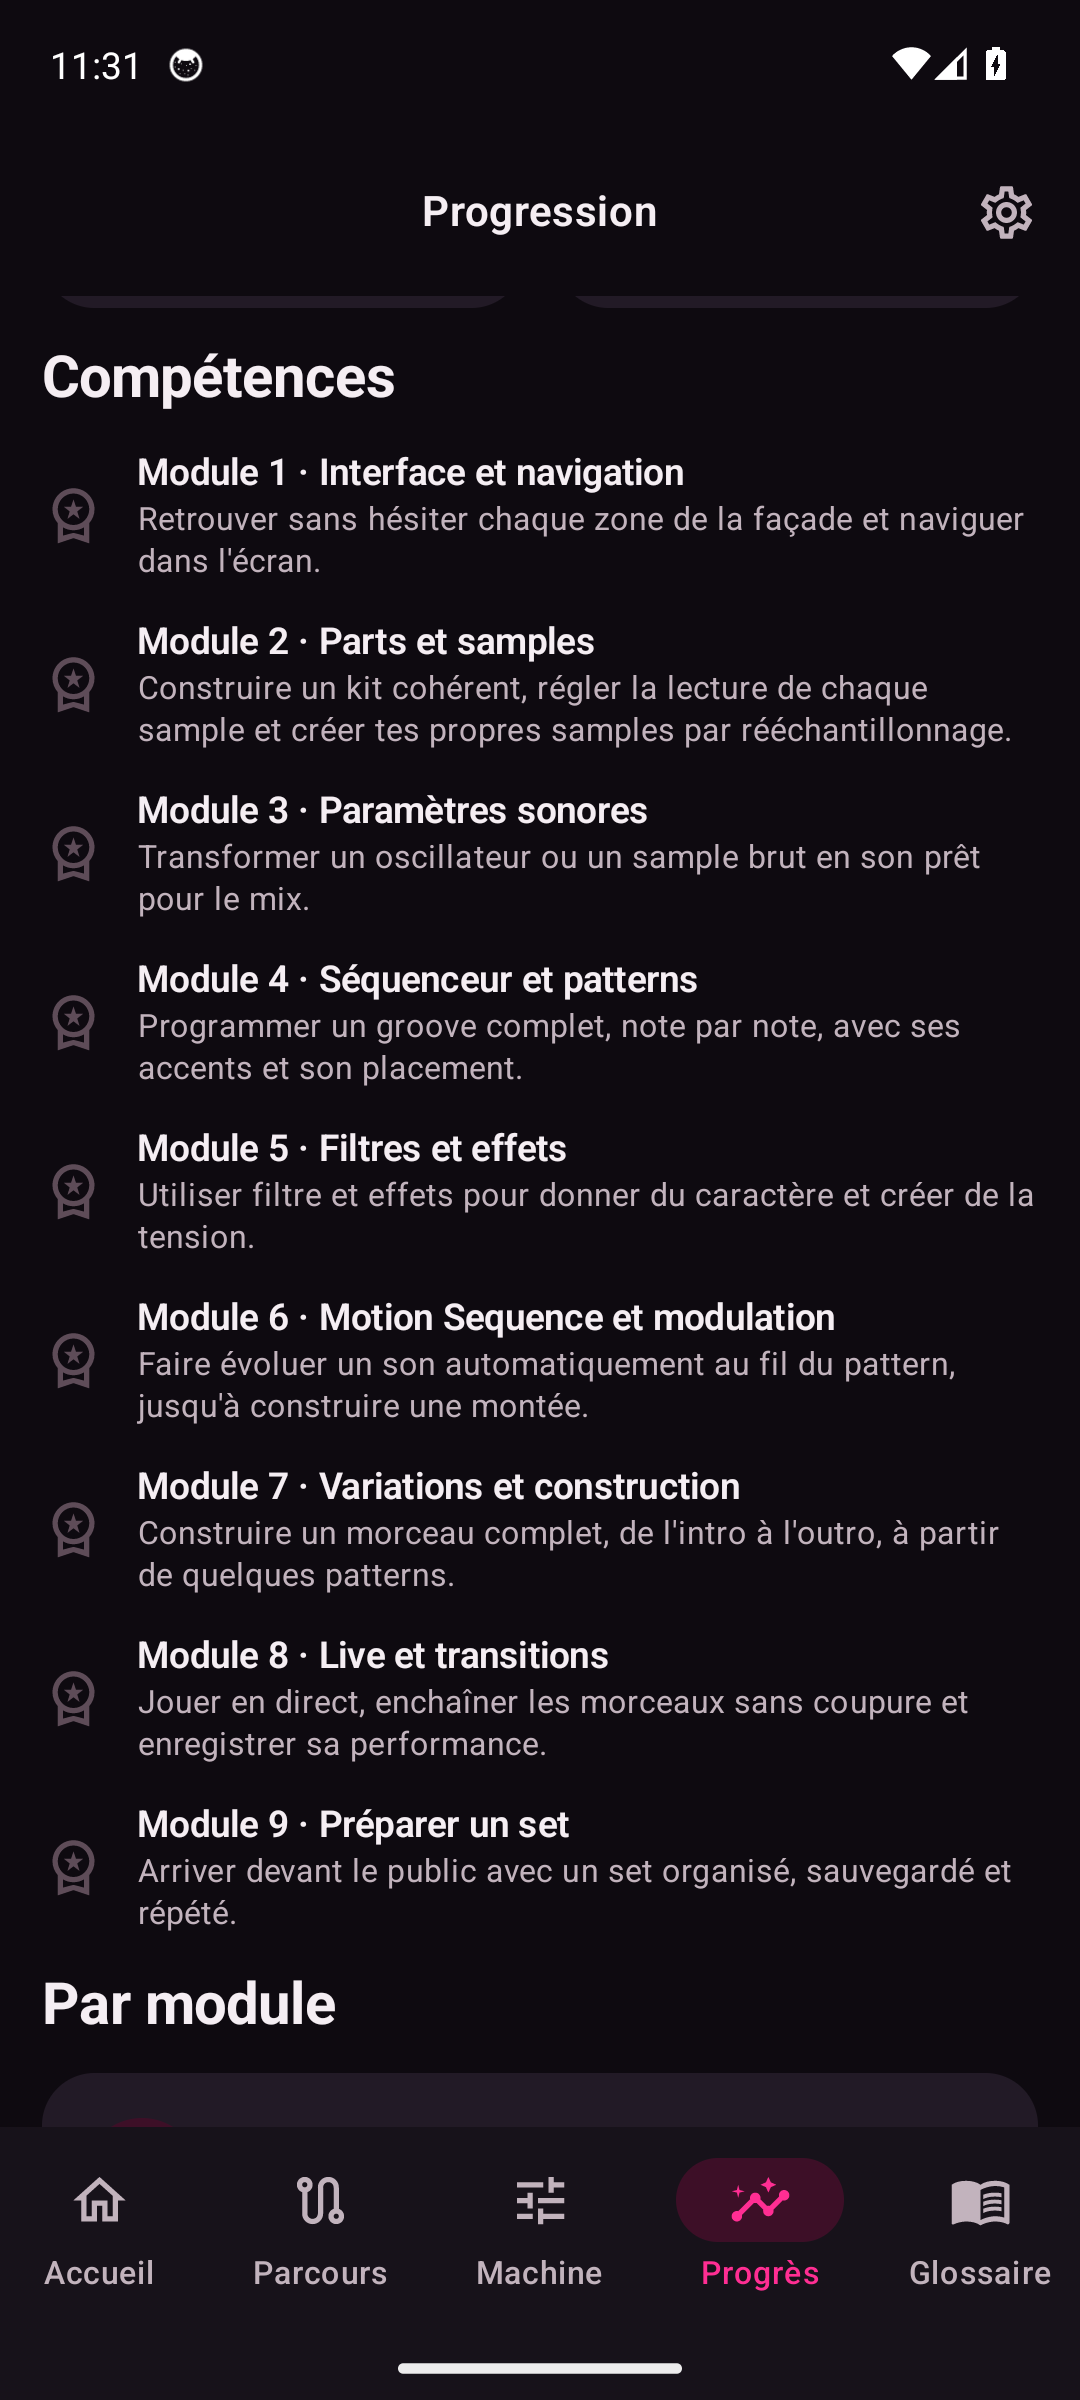 11:31
Progression
Compétences
Module 1 · Interface et navigation
Retrouver sans hésiter chaque zone de la façade et naviguer
dans l'écran.
Module 2 · Parts et samples
Construire un kit cohérent, régler la lecture de chaque
sample et créer tes propres samples par rééchantillonnage.
Module 3 · Paramètres sonores
Transformer un oscillateur ou un sample brut en son prêt
pour le mix.
Module 4 · Séquenceur et patterns
Programmer un groove complet, note par note, avec ses
accents et son placement.
Module 5 · Filtres et effets
Utiliser filtre et effets pour donner du caractère et créer de la
tension.
Module 6 · Motion Sequence et modulation
Faire évoluer un son automatiquement au fil du pattern,
jusqu'à construire une montée.
Module 7 · Variations et construction
Construire un morceau complet, de l'intro à l'outro, à partir
de quelques patterns.
Module 8 · Live et transitions
Jouer en direct, enchaîner les morceaux sans coupure et
enregistrer sa performance.
Module 9 · Préparer un set
Arriver devant le public avec un set organisé, sauvegardé et
répété.
Par module
Accueil
Parcours
Machine
Progrès
Glossaire